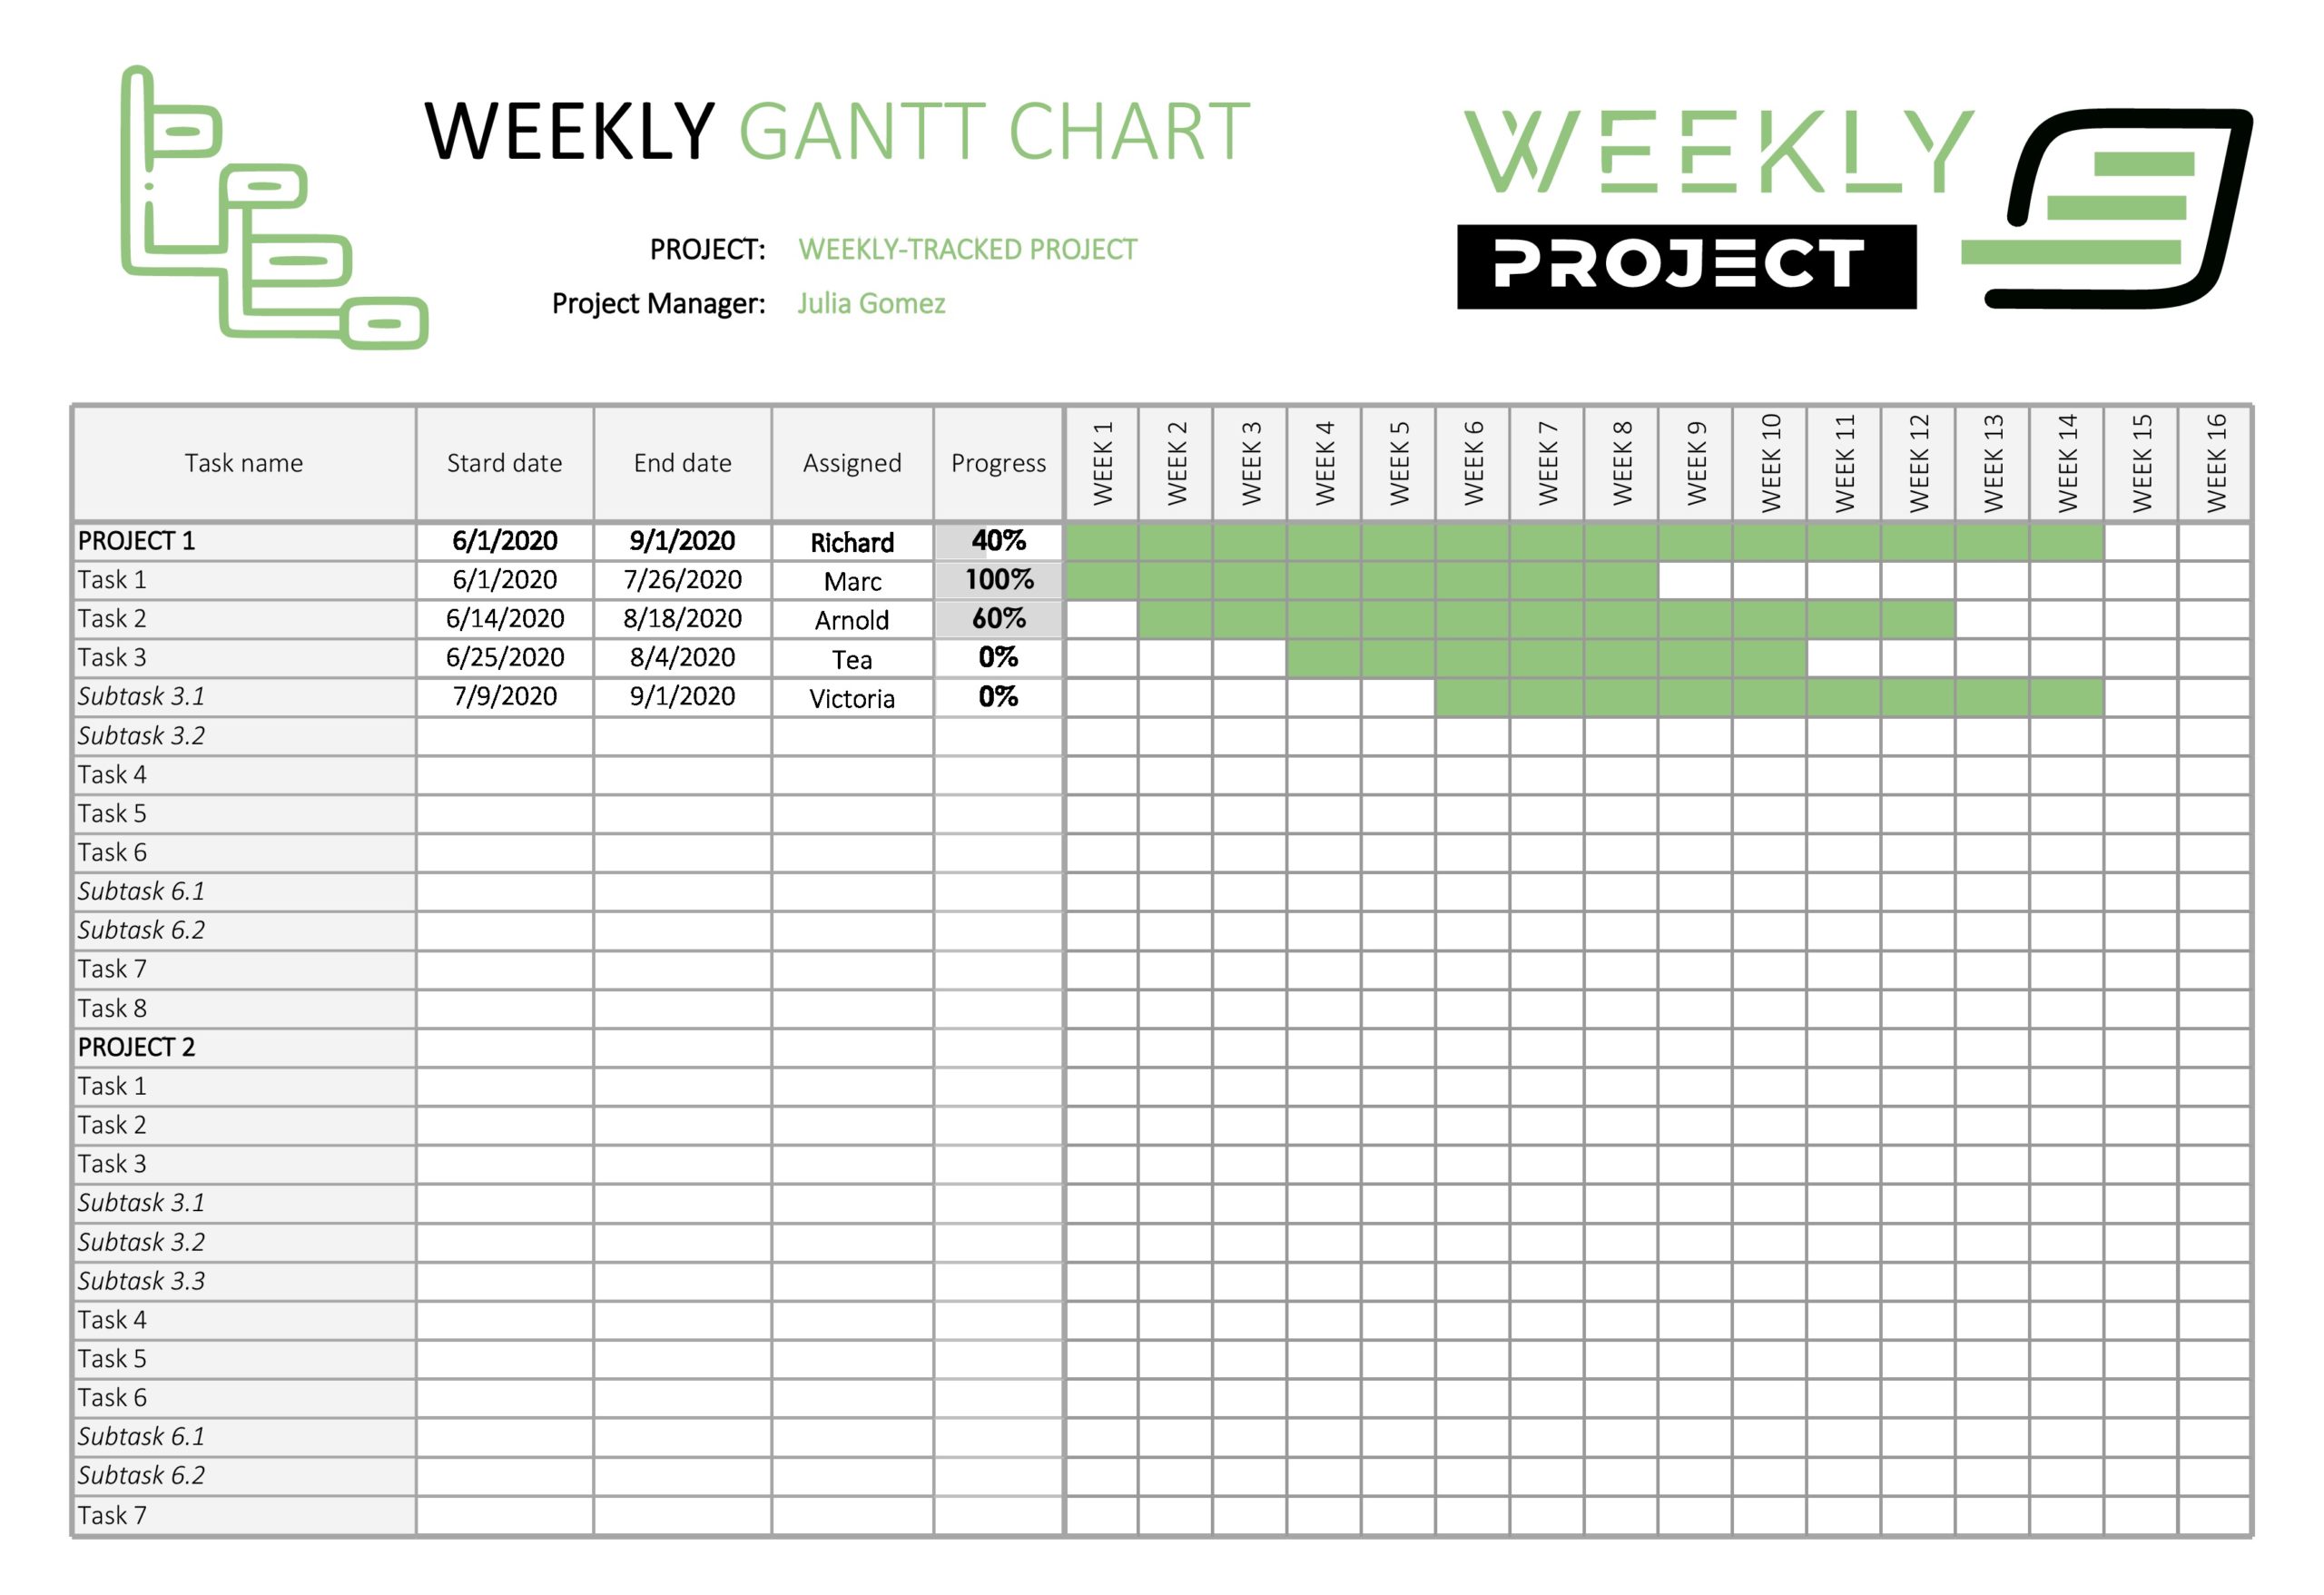 WEEKLY GANTT CHART
WEEKLY
PROJECT
PROJECT: WEEKLY-TRACKED PROJECT
Project Manager: Julia Gomez
Task name Stard date End date Assigned Progress WEEK 1 WEEK 2 WEEK 3 WEEK 4 WEEK 5 WEEK 6 WEEK 7 WEEK 8 WEEK 9 WEEK 10 WEEK 11 WEEK 12 WEEK 13 WEEK 14 WEEK 15 WEEK 16
PROJECT 1 6/1/2020 9/1/2020 Richard 40%
Task 1 6/1/2020 7/26/2020 Marc 100%
Task 2 6/14/2020 8/18/2020 Arnold 60%
Task 3 6/25/2020 8/4/2020 Tea 0%
Subtask 3.1 7/9/2020 9/1/2020 Victoria 0%
Subtask 3.2
Task 4
Task 5
Task 6
Subtask 6.1
Subtask 6.2
Task 7
Task 8
PROJECT 2
Task 1
Task 2
Task 3
Subtask 3.1
Subtask 3.2
Subtask 3.3
Task 4
Task 5
Task 6
Subtask 6.1
Subtask 6.2
Task 7